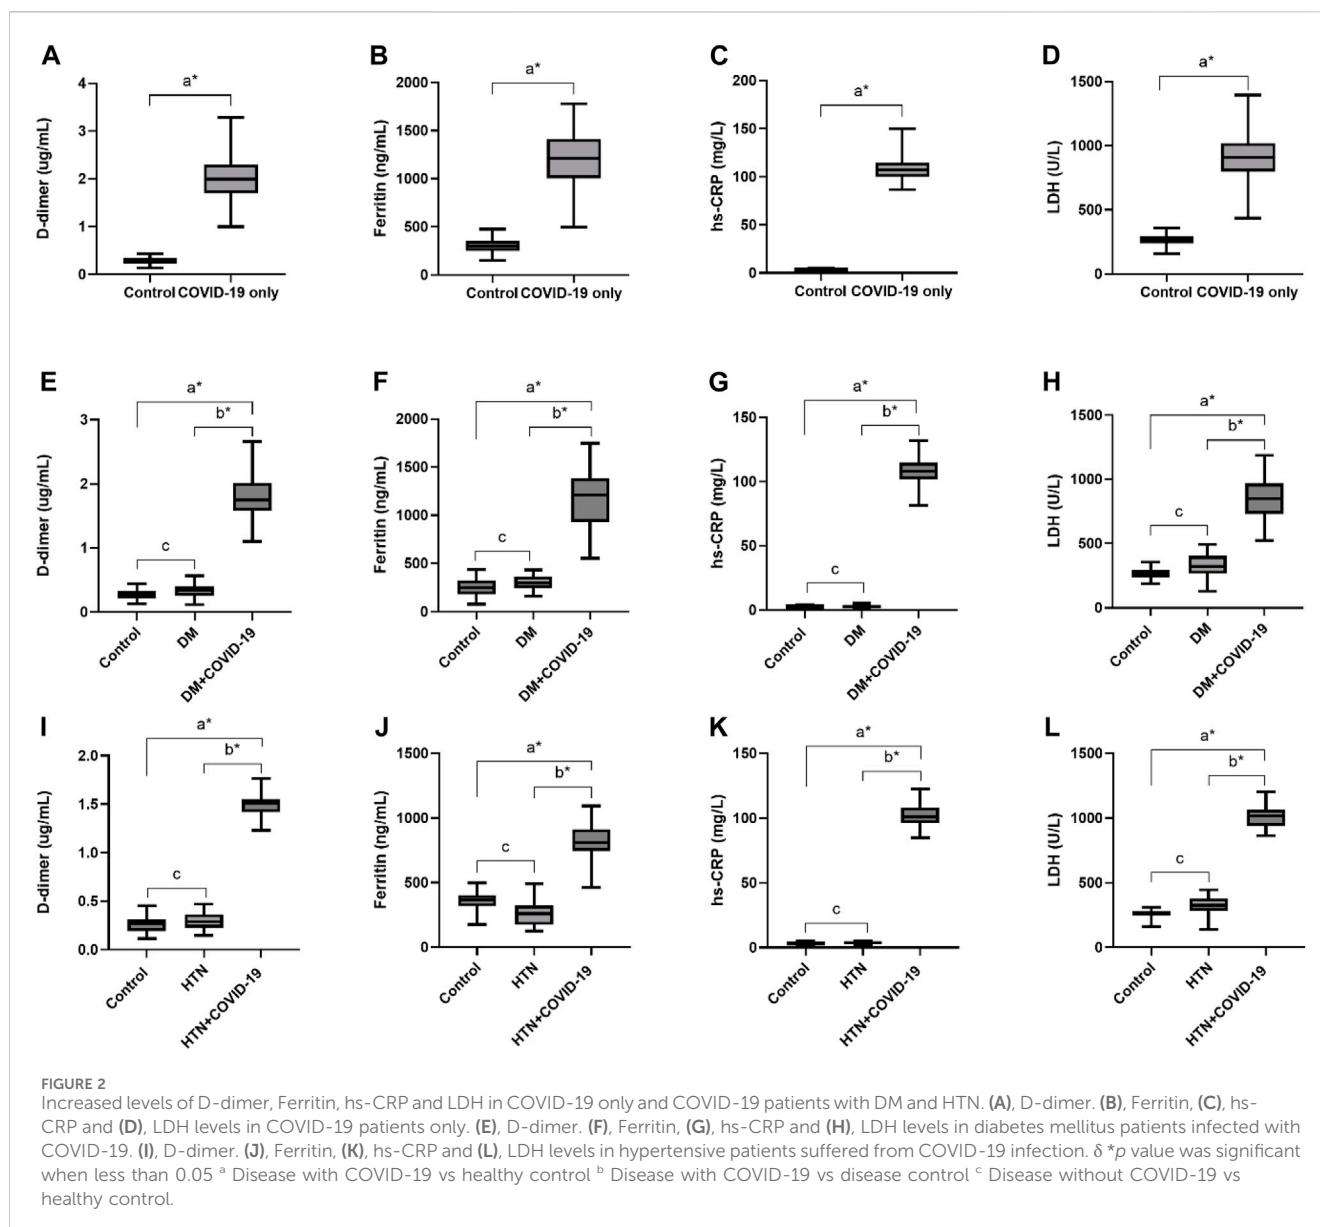 A
B
C
D
a*
a*
a*
a*
D-dimer (ug/mL)
4
3
2
1
0
Control COVID-19 only
Ferritin (ng/mL)
2000
1500
1000
500
0
Control COVID-19 only
hs-CRP (mg/L)
200
150
100
50
0
Control COVID-19 only
LDH (U/L)
1500
1000
500
0
Control COVID-19 only
E
F
G
H
a*
b*
c
D-dimer (ug/mL)
3
2
1
0
Control
DM
DM+COVID-19
a*
b*
c
Ferritin (ng/mL)
2000
1500
1000
500
0
Control
DM
DM+COVID-19
a*
b*
c
hs-CRP (mg/L)
150
100
50
0
Control
DM
DM+COVID-19
a*
b*
c
LDH (U/L)
1500
1000
500
0
Control
DM
DM+COVID-19
I
J
K
L
a*
b*
c
D-dimer (ug/mL)
2.0
1.5
1.0
0.5
0.0
Control
HTN
HTN+COVID-19
a*
b*
c
Ferritin (ng/mL)
1500
1000
500
0
Control
HTN
HTN+COVID-19
a*
b*
c
hs-CRP (mg/L)
150
100
50
0
Control
HTN
HTN+COVID-19
a*
b*
c
LDH (U/L)
1500
1000
500
0
Control
HTN
HTN+COVID-19
FIGURE 2
Increased levels of D-dimer, Ferritin, hs-CRP and LDH in COVID-19 only and COVID-19 patients with DM and HTN. (A), D-dimer. (B), Ferritin, (C), hs-
CRP and (D), LDH levels in COVID-19 patients only. (E), D-dimer. (F), Ferritin, (G), hs-CRP and (H), LDH levels in diabetes mellitus patients infected with
COVID-19. (I), D-dimer. (J), Ferritin, (K), hs-CRP and (L), LDH levels in hypertensive patients suffered from COVID-19 infection. δ *p value was significant
when less than 0.05 ᵃ Disease with COVID-19 vs healthy control ᵇ Disease with COVID-19 vs disease control ᶜ Disease without COVID-19 vs
healthy control.